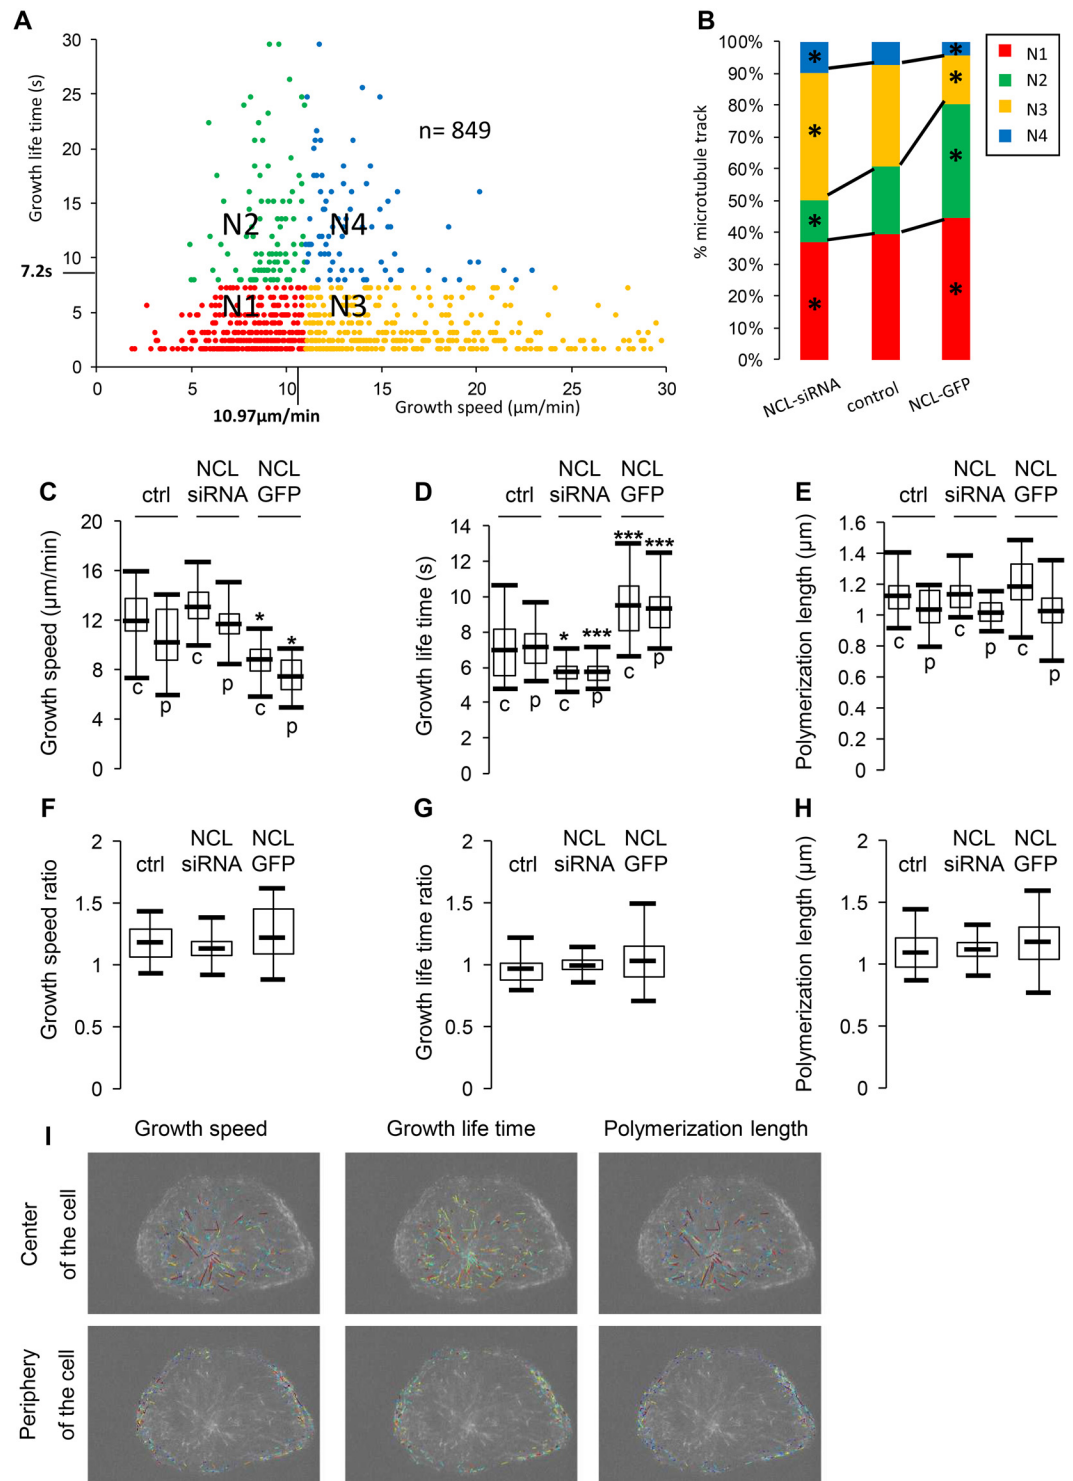 A
Growth life time (s)
30
25
20
15
10
7.2s
5
0
n= 849
N2
N4
N1
N3
0
5
10
15
20
25
30
10.97µm/min
Growth speed (µm/min)
B
% microtubule track
100%
90%
80%
70%
60%
50%
40%
30%
20%
10%
0%
*
*
*
*
*
*
*
*
NCL-siRNA
control
NCL-GFP
N1
N2
N3
N4
C
ctrl
NCL siRNA
NCL GFP
Growth speed (µm/min)
20
16
12
8
4
0
c
p
c
p
*
c
*
p
D
ctrl
NCL siRNA
NCL GFP
Growth life time (s)
14
12
10
8
6
4
2
0
c
p
*
c
***
p
***
c
***
p
E
ctrl
NCL siRNA
NCL GFP
Polymerization length (µm)
1.6
1.4
1.2
1
0.8
0.6
0.4
0.2
0
c
p
c
p
c
p
F
ctrl
NCL siRNA
NCL GFP
Growth speed ratio
2
1.5
1
0.5
0
G
ctrl
NCL siRNA
NCL GFP
Growth life time ratio
2
1.5
1
0.5
0
H
ctrl
NCL siRNA
NCL GFP
Polymerization length (µm)
2
1.5
1
0.5
0
I
Growth speed
Growth life time
Polymerization length
Center
of the cell
Periphery
of the cell